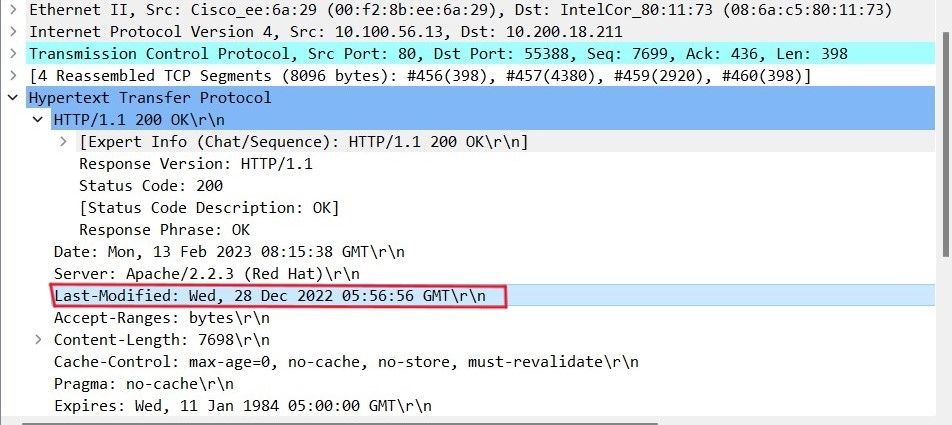 Ethernet II, Src: Cisco_ee:6a:29 (00:f2:8b:ee:6a:29), Dst: IntelCor_80:11:73 (08:6a:c5:80:11:73)
Internet Protocol Version 4, Src: 10.100.56.13, Dst: 10.200.18.211
Transmission Control Protocol, Src Port: 80, Dst Port: 55388, Seq: 7699, Ack: 436, Len: 398
[4 Reassembled TCP Segments (8096 bytes): #456(398), #457(4380), #459(2920), #460(398)]
Hypertext Transfer Protocol
HTTP/1.1 200 OK\r\n
[Expert Info (Chat/Sequence): HTTP/1.1 200 OK\r\n]
Response Version: HTTP/1.1
Status Code: 200
[Status Code Description: OK]
Response Phrase: OK
Date: Mon, 13 Feb 2023 08:15:38 GMT\r\n
Server: Apache/2.2.3 (Red Hat)\r\n
Last-Modified: Wed, 28 Dec 2022 05:56:56 GMT\r\n
Accept-Ranges: bytes\r\n
Content-Length: 7698\r\n
Cache-Control: max-age=0, no-cache, no-store, must-revalidate\r\n
Pragma: no-cache\r\n
Expires: Wed, 11 Jan 1984 05:00:00 GMT\r\n